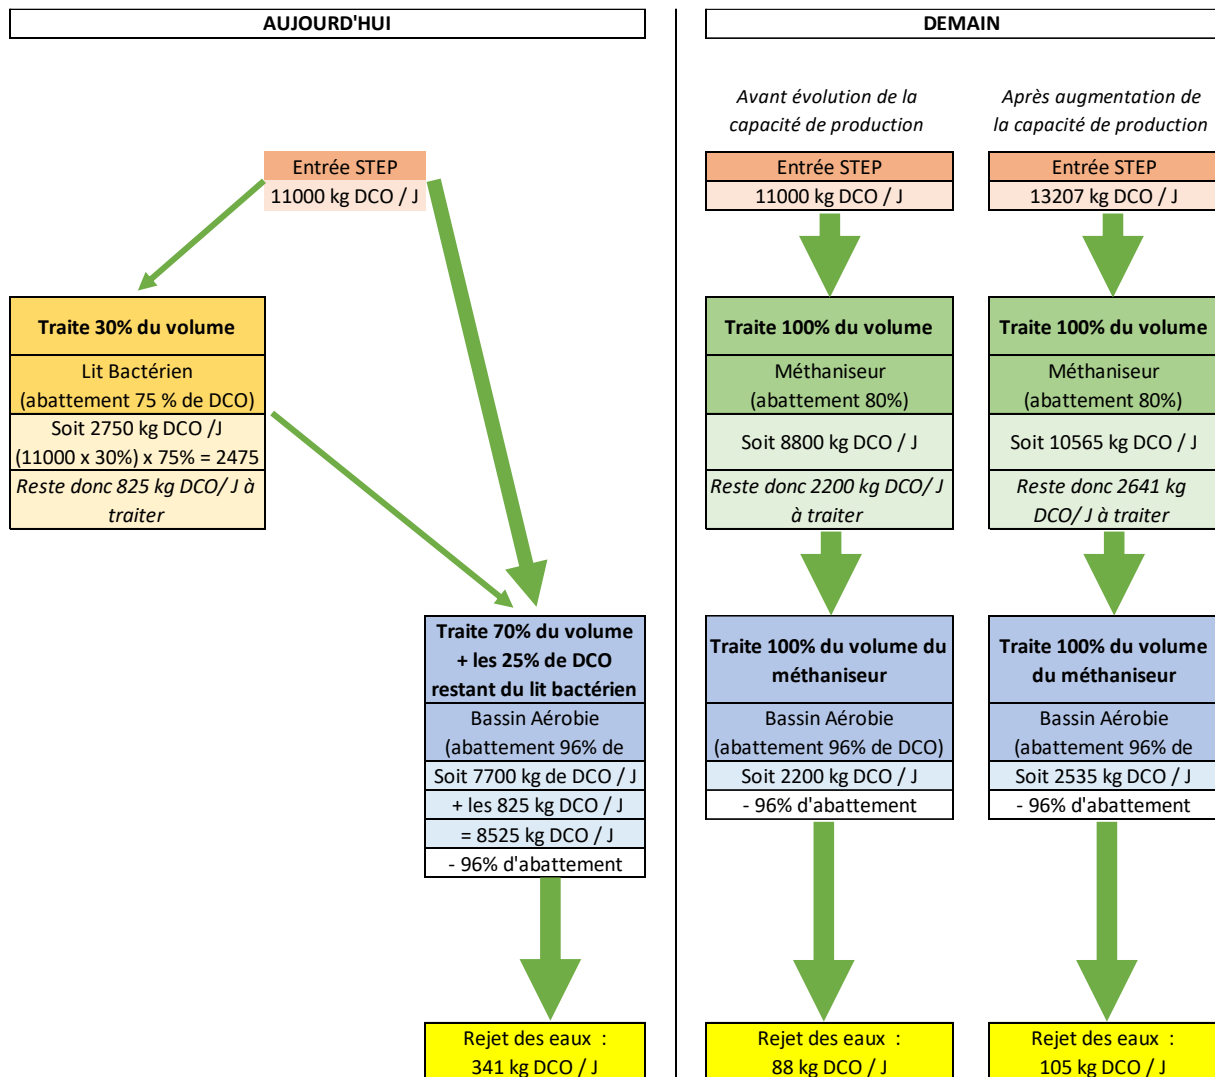 AUJOURD'HUI
Entrée STEP
11000 kg DCO / J
Traite 30% du volume
Lit Bactérien
(abattement 75 % de DCO)
Soit 2750 kg DCO /J
(11000 x 30%) x 75% = 2475
Reste donc 825 kg DCO/ J à
traiter
Traite 70% du volume
+ les 25% de DCO
restant du lit bactérien
Bassin Aérobie
(abattement 96% de
Soit 7700 kg de DCO / J
+ les 825 kg DCO / J
= 8525 kg DCO / J
- 96% d'abattement
Rejet des eaux :
341 kg DCO / J
DEMAIN
Avant évolution de la
capacité de production
Entrée STEP
11000 kg DCO / J
Traite 100% du volume
Méthaniseur
(abattement 80%)
Soit 8800 kg DCO / J
Reste donc 2200 kg DCO/ J
à traiter
Traite 100% du volume du
méthaniseur
Bassin Aérobie
(abattement 96% de DCO)
Soit 2200 kg DCO / J
- 96% d'abattement
Rejet des eaux :
88 kg DCO / J
Après augmentation de
la capacité de production
Entrée STEP
13207 kg DCO / J
Traite 100% du volume
Méthaniseur
(abattement 80%)
Soit 10565 kg DCO / J
Reste donc 2641 kg
DCO/ J à traiter
Traite 100% du volume
du méthaniseur
Bassin Aérobie
(abattement 96% de
Soit 2535 kg DCO / J
- 96% d'abattement
Rejet des eaux :
105 kg DCO / J